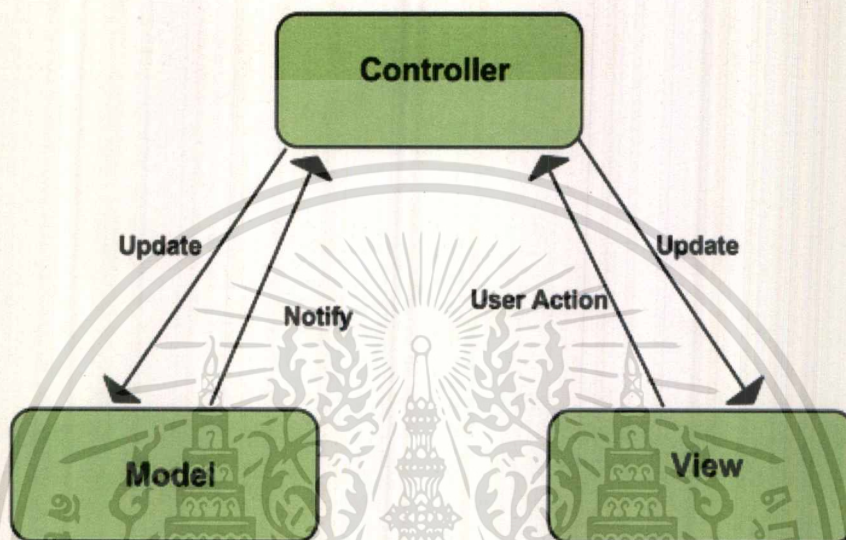 Controller
Update
Update
User Action
Notify
Model
View